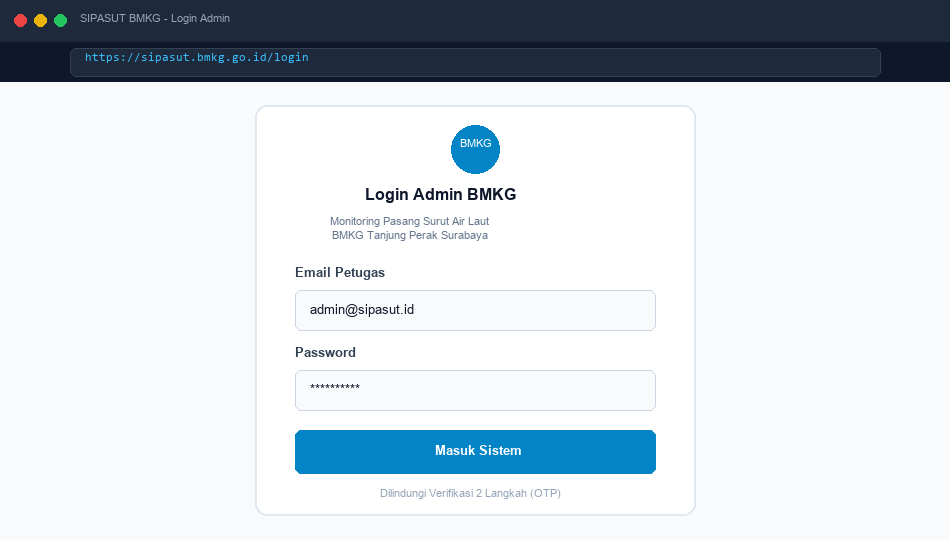 SIPASUT BMKG - Login Admin
https://sipasut.bmkg.go.id/login
BMKG
Login Admin BMKG
Monitoring Pasang Surut Air Laut
BMKG Tanjung Perak Surabaya
Email Petugas
admin@sipasut.id
Password
**********
Masuk Sistem
Dilindungi Verifikasi 2 Langkah (OTP)